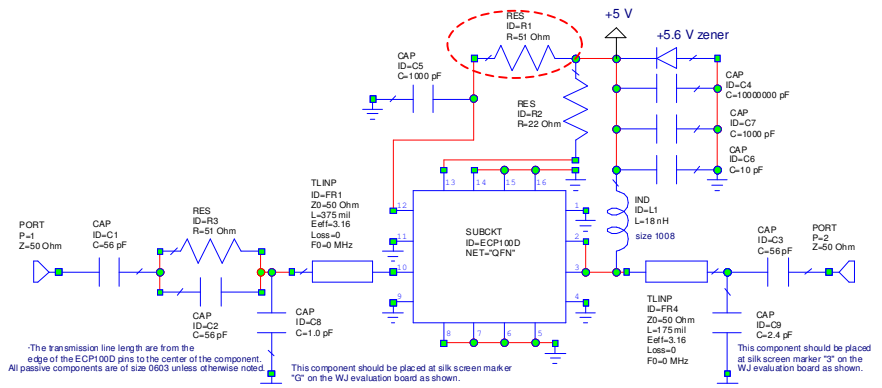 +5 V
RES
ID=R1
R=51 Ohm
+5.6 V zener
CAP
ID=C5
C=1000 pF
CAP
ID=C4
C=10000000 pF
RES
ID=R2
R=22 Ohm
CAP
ID=C7
C=1000 pF
CAP
ID=C6
C=10 pF
13 14 15 16
TLINP
ID=FR1
Z0=50 Ohm
L=375 mil
Eeff=3.16
Loss=0
F0=0 MHz
12
11
10
9
SUBCKT
ID=ECP100D
NET="QFN"
1
2
3
4
8 7 6 5
IND
ID=L1
L=18 nH
size 1008
PORT
P=1
Z=50 Ohm
CAP
ID=C1
C=56 pF
RES
ID=R3
R=51 Ohm
CAP
ID=C3
C=56 pF
PORT
P=2
Z=50 Ohm
CAP
ID=C2
C=56 pF
CAP
ID=C8
C=1.0 pF
TLINP
ID=FR4
Z0=50 Ohm
L=175 mil
Eeff=3.16
Loss=0
F0=0 MHz
CAP
ID=C9
C=2.4 pF
-The transmission line length are from the
edge of the ECP100D pins to the center of the component.
All passive components are of size 0603 unless otherwise noted.
This component should be placed at silk screen marker
"G" on the WJ evaluation board as shown.
This component should be placed
at silk screen marker "3" on the
WJ evaluation board as shown.